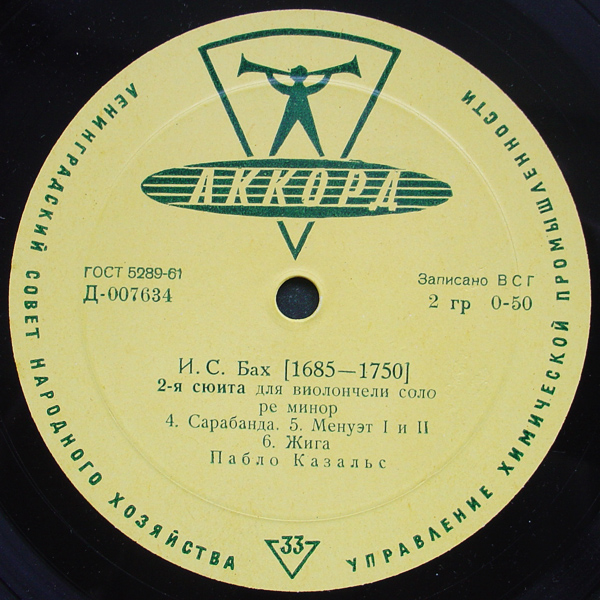 ЛЕНИНГРАДСКИЙ СОВЕТ НАРОДНОГО ХОЗЯЙСТВА
УПРАВЛЕНИЕ ХИМИЧЕСКОЙ ПРОМЫШЛЕННОСТИ
АККОРД
ГОСТ 5289-61
Д-007634
Записано ВСГ
2 гр 0-50
И. С. Бах [1685—1750]
2-я сюита для виолончели соло
ре минор
4. Сарабанда. 5. Менуэт I и II
6. Жига
Пабло Казальс
33